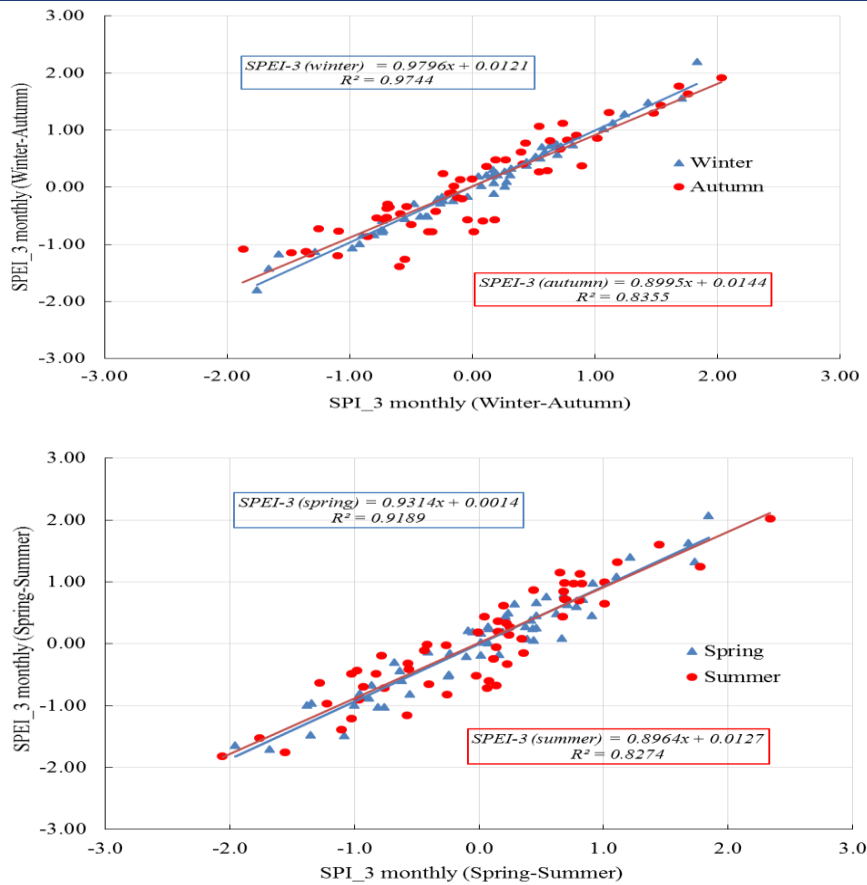 3.00
2.00
1.00
0.00
-1.00
-2.00
-3.00
SPEI_3 monthly (Winter-Autumn)
SPEI-3 (winter) = 0.9796x + 0.0121
R² = 0.9744
Winter
Autumn
SPEI-3 (autumn) = 0.8995x + 0.0144
R² = 0.8355
-3.00 -2.00 -1.00 0.00 1.00 2.00 3.00
SPI_3 monthly (Winter-Autumn)
3.00
2.00
1.00
0.00
-1.00
-2.00
-3.00
SPEI_3 monthly (Spring-Summer)
SPEI-3 (spring) = 0.9314x + 0.0014
R² = 0.9189
Spring
Summer
SPEI-3 (summer) = 0.8964x + 0.0127
R² = 0.8274
-3.0 -2.0 -1.0 0.0 1.0 2.0 3.0
SPI_3 monthly (Spring-Summer)